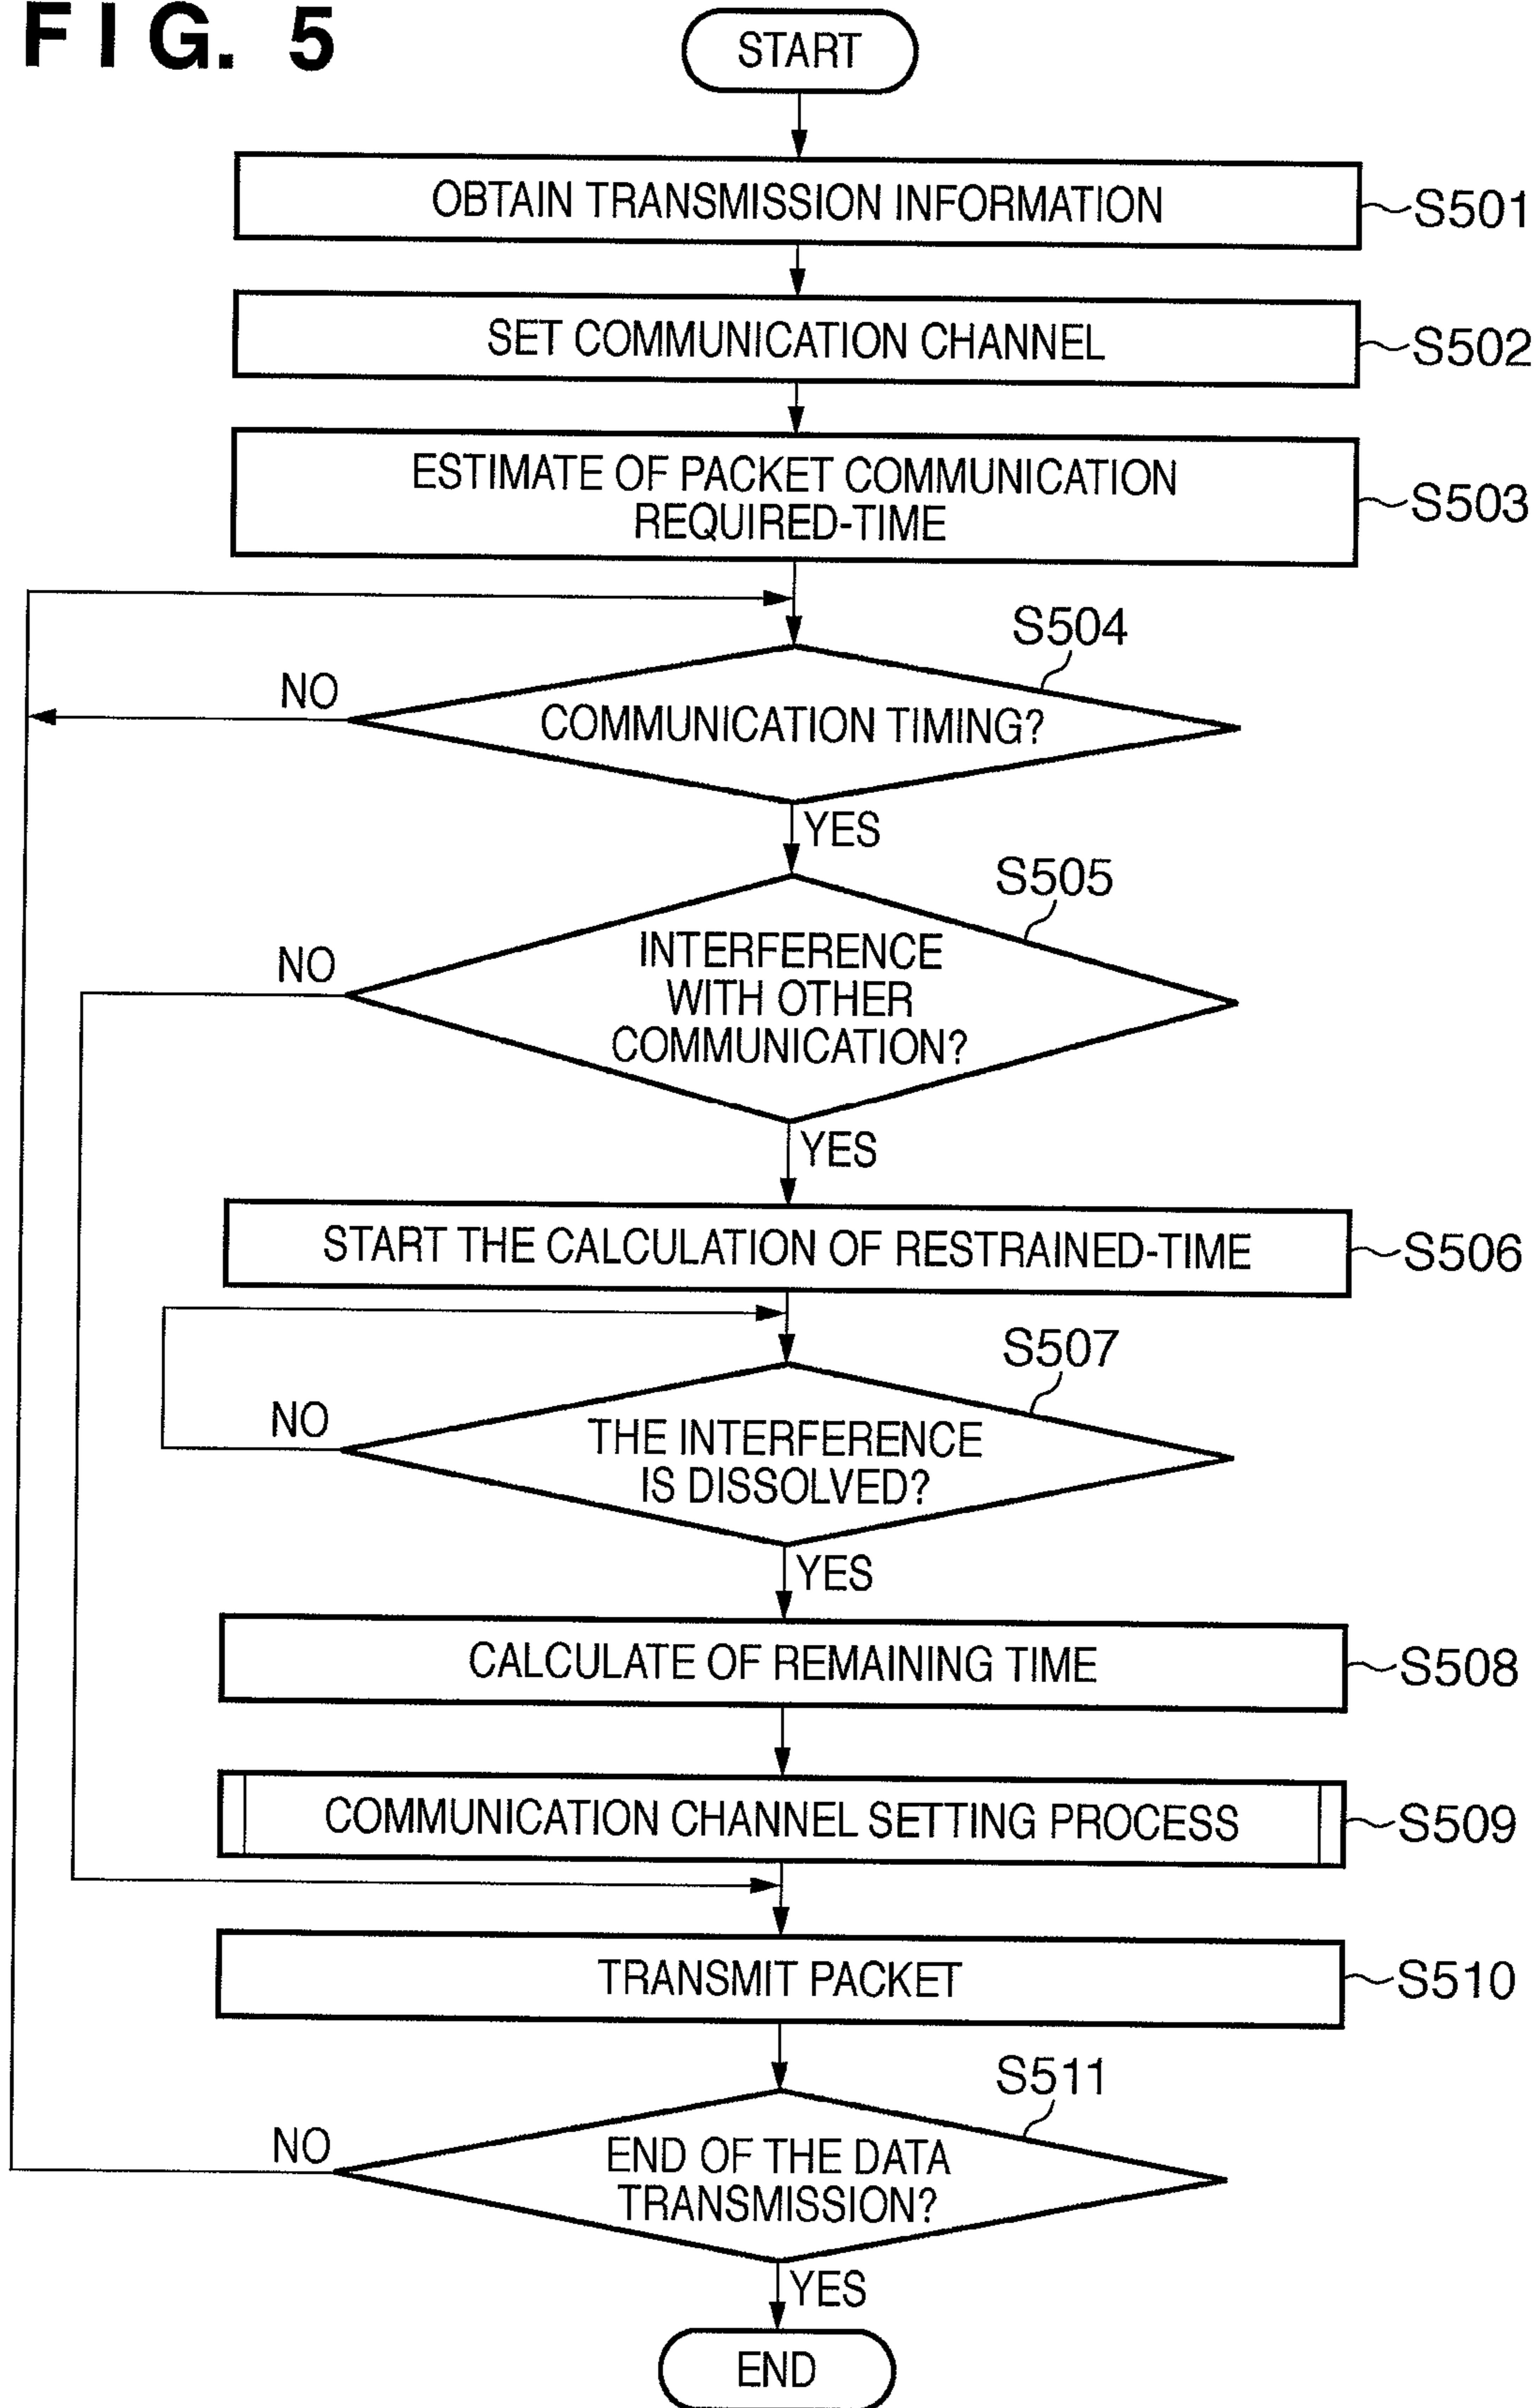 FIG. 5
START
OBTAIN TRANSMISSION INFORMATION
S501
SET COMMUNICATION CHANNEL
S502
ESTIMATE OF PACKET COMMUNICATION
REQUIRED-TIME
S503
S504
NO
COMMUNICATION TIMING?
YES
S505
NO
INTERFERENCE
WITH OTHER
COMMUNICATION?
YES
START THE CALCULATION OF RESTRAINED-TIME
S506
S507
NO
THE INTERFERENCE
IS DISSOLVED?
YES
CALCULATE OF REMAINING TIME
S508
COMMUNICATION CHANNEL SETTING PROCESS
S509
TRANSMIT PACKET
S510
S511
NO
END OF THE DATA
TRANSMISSION?
YES
END